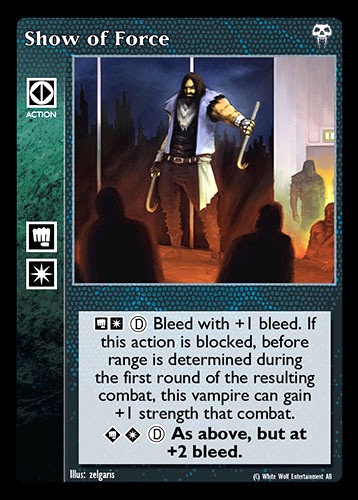 Show of Force
ACTION
Ⓓ Bleed with +1 bleed. If
this action is blocked, before
range is determined during
the first round of the resulting
combat, this vampire can gain
+1 strength that combat.
Ⓓ As above, but at
+2 bleed.
Illus: zelgaris
(C) White Wolf Entertainment AB